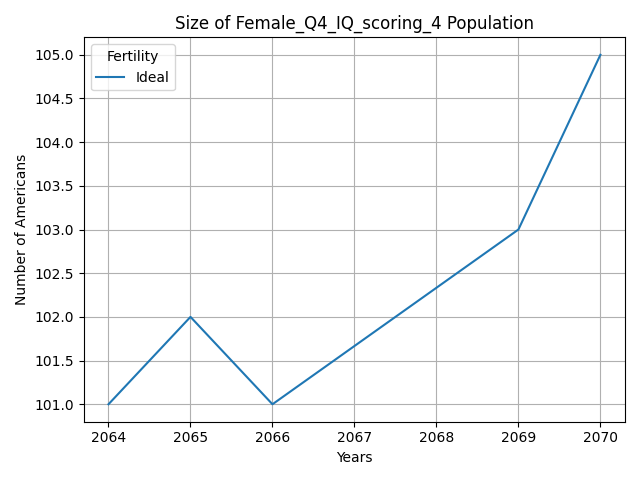 Size of Female_Q4_IQ_scoring_4 Population
Fertility
Ideal
105.0
104.5
104.0
103.5
103.0
102.5
102.0
101.5
101.0
Number of Americans
2064 2065 2066 2067 2068 2069 2070
Years